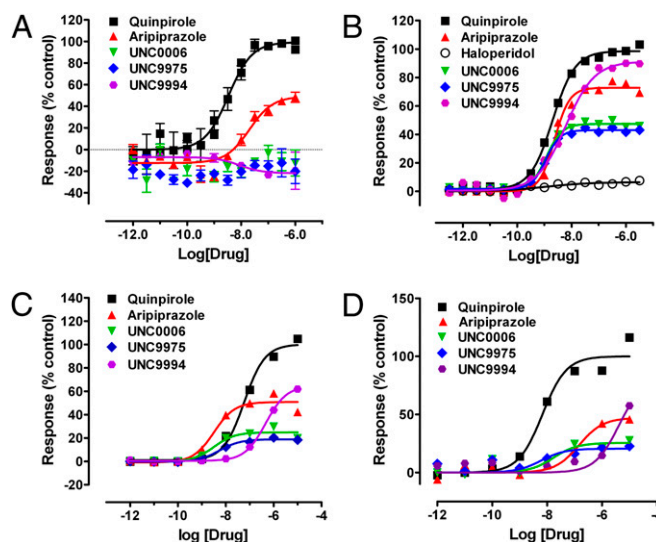 A
Quinpirole
Aripiprazole
UNC0006
UNC9975
UNC9994
Response (% control)
120
100
80
60
40
20
0
-20
-40
-12.0
-10.0
-8.0
-6.0
Log[Drug]
B
Quinpirole
Aripiprazole
Haloperidol
UNC0006
UNC9975
UNC9994
Response (% control)
120
100
80
60
40
20
0
-12.0
-10.0
-8.0
-6.0
Log[Drug]
C
Quinpirole
Aripiprazole
UNC0006
UNC9975
UNC9994
Response (% control)
140
120
100
80
60
40
20
0
-20
-12
-10
-8
-6
-4
log [Drug]
D
Quinpirole
Aripiprazole
UNC0006
UNC9975
UNC9994
Response (% control)
150
100
50
0
-12
-10
-8
-6
-4
Log [Drug]